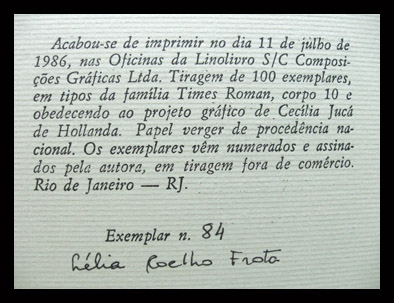 Acabou-se de imprimir no dia 11 de julho de
1986, nas Oficinas da Linolivro S/C Composi-
ções Gráficas Ltda. Tiragem de 100 exemplares,
em tipos da família Times Roman, corpo 10 e
obedecendo ao projeto gráfico de Cecília Jucá
de Hollanda. Papel verger de procedência na-
cional. Os exemplares vêm numerados e assina-
dos pela autora, em tiragem fora de comércio.
Rio de Janeiro — RJ.
Exemplar n. 84
Lélia Coelho Frota